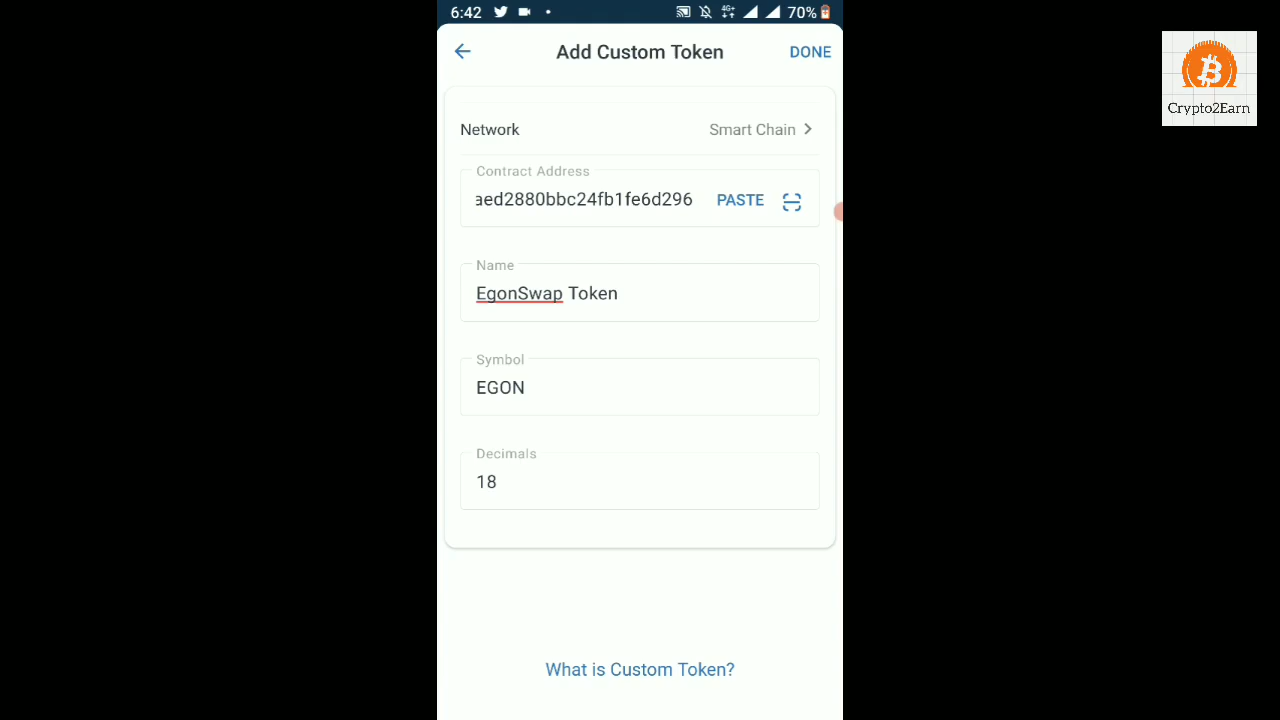 6:42
4G+
70%
Add Custom Token
DONE
Network
Smart Chain
Contract Address
aed2880bbc24fb1fe6d296
PASTE
Name
EgonSwap Token
Symbol
EGON
Decimals
18
What is Custom Token?
Crypto2Earn